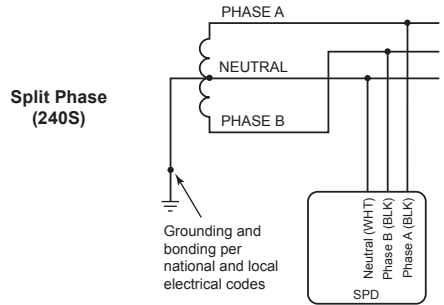 PHASE A
NEUTRAL
Split Phase
(240S)
PHASE B
Grounding and
bonding per
national and local
electrical codes
Neutral (WHT)
Phase B (BLK)
Phase A (BLK)
SPD